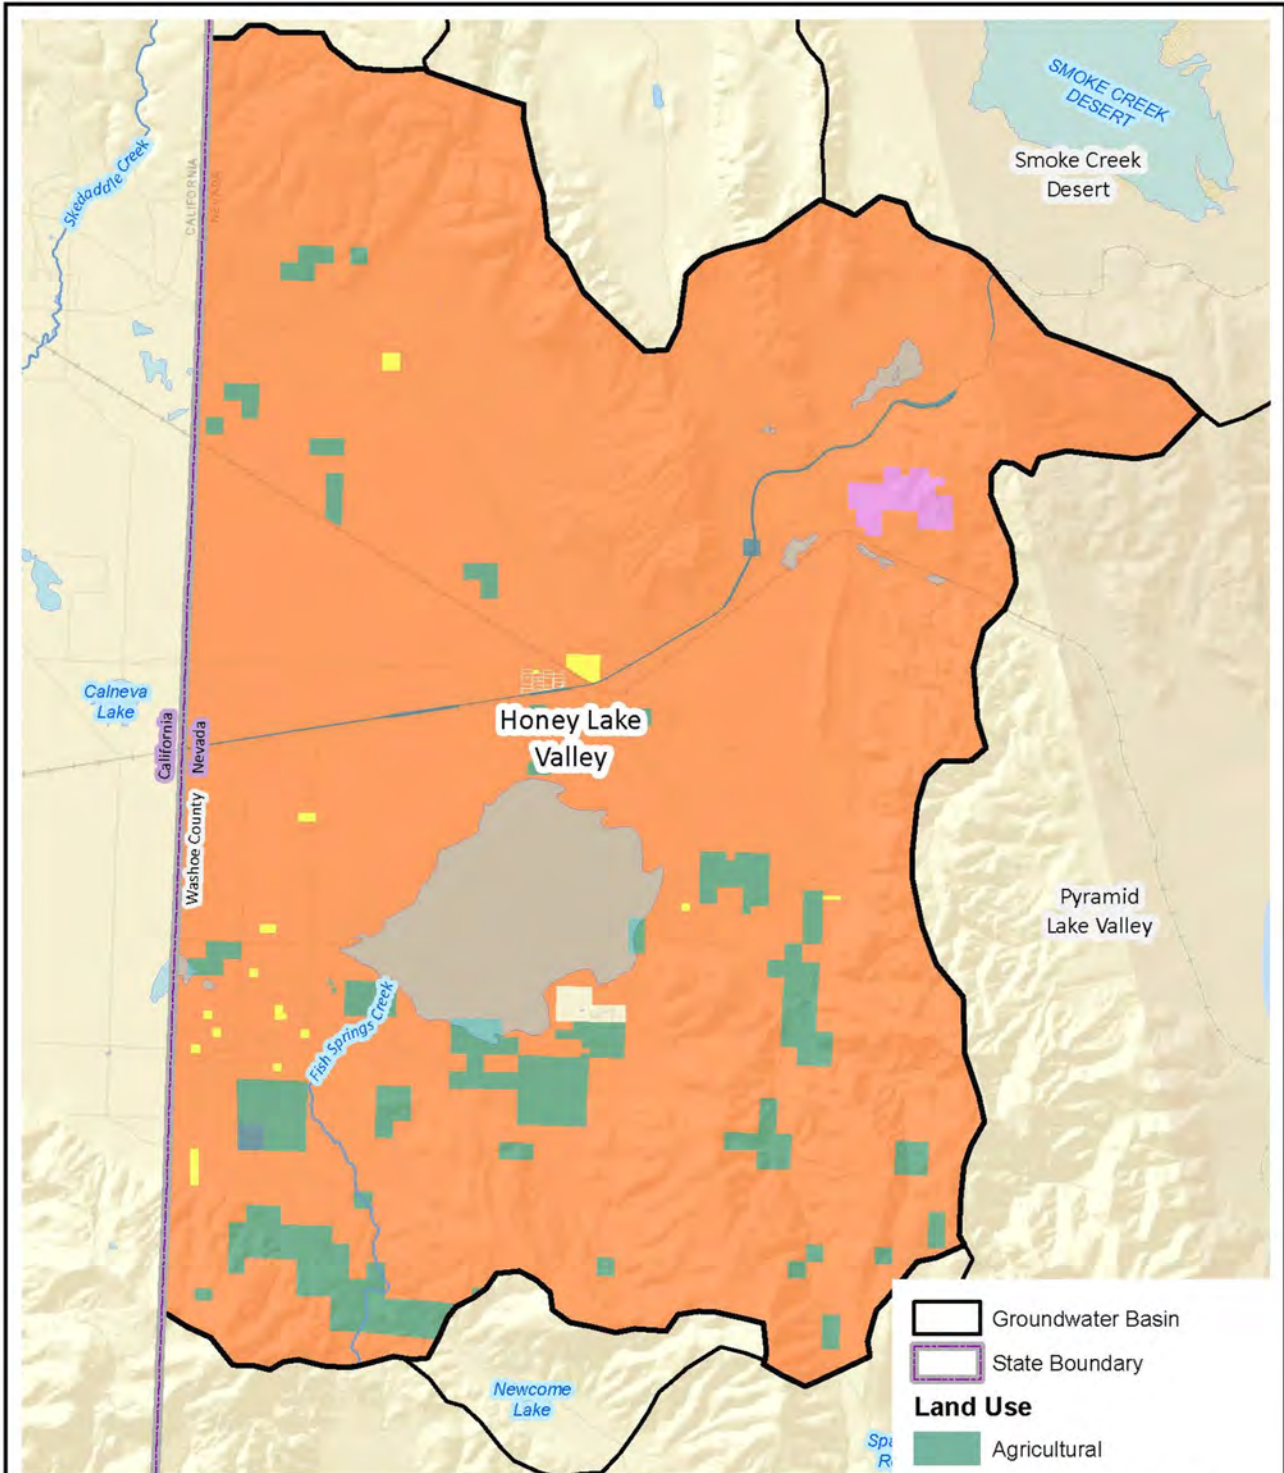 SMOKE CREEK
DESERT
Smoke Creek
Desert
Skedaddle Creek
CALIFORNIA
NEVADA
Calneva
Lake
California
Nevada
Washoe County
Honey Lake
Valley
Pyramid
Lake Valley
Fish Springs Creek
Newcome
Lake
Groundwater Basin
State Boundary
Land Use
Agricultural